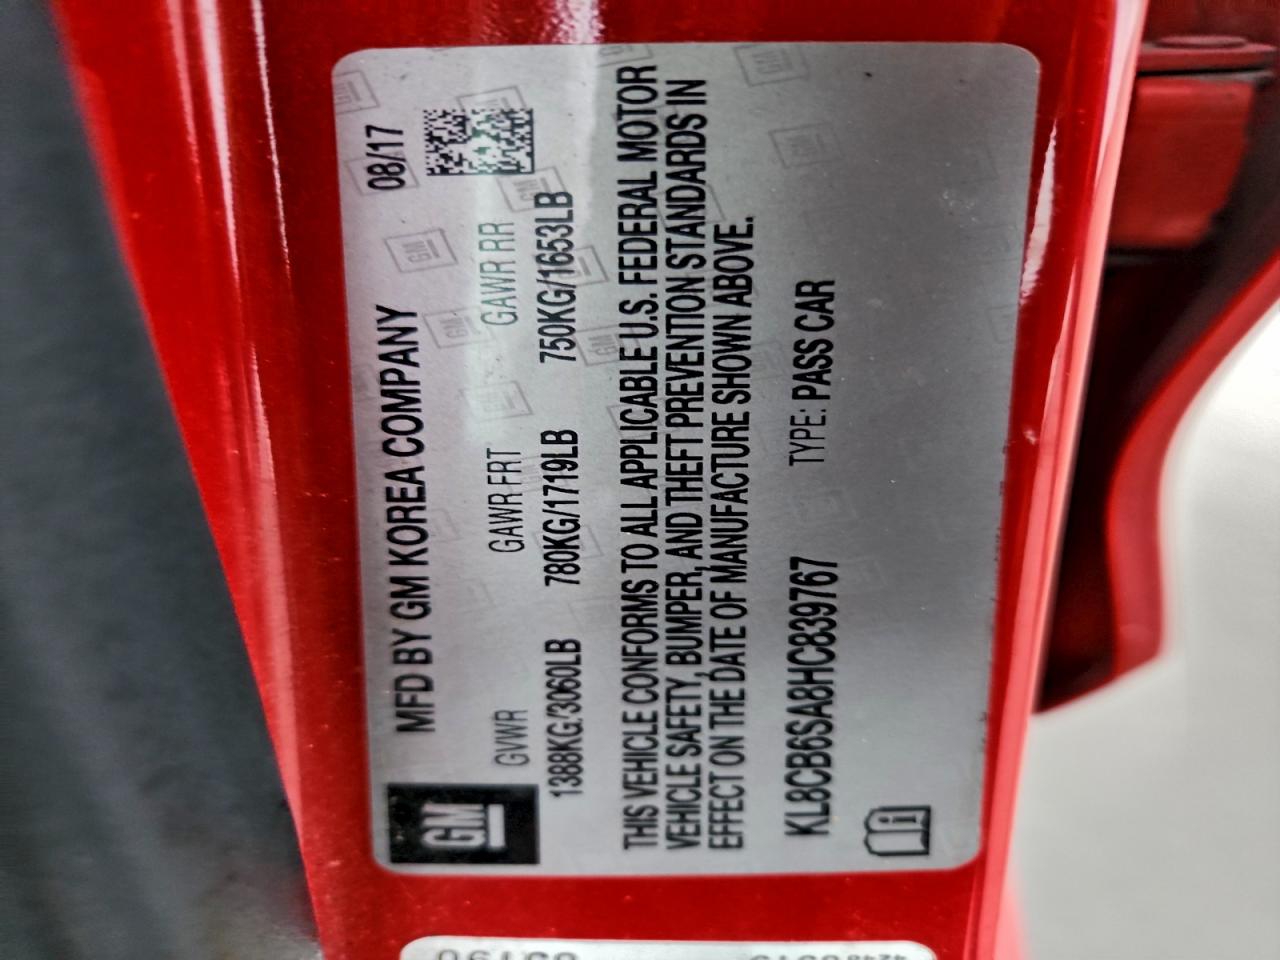 GM
MFD BY GM KOREA COMPANY 08/17
GVWR GAWR FRT GAWR RR
1388KG/3060LB 780KG/1719LB 750KG/1653LB
THIS VEHICLE CONFORMS TO ALL APPLICABLE U.S. FEDERAL MOTOR
VEHICLE SAFETY, BUMPER, AND THEFT PREVENTION STANDARDS IN
EFFECT ON THE DATE OF MANUFACTURE SHOWN ABOVE.
KL8CB6SA8HC839767 TYPE: PASS CAR